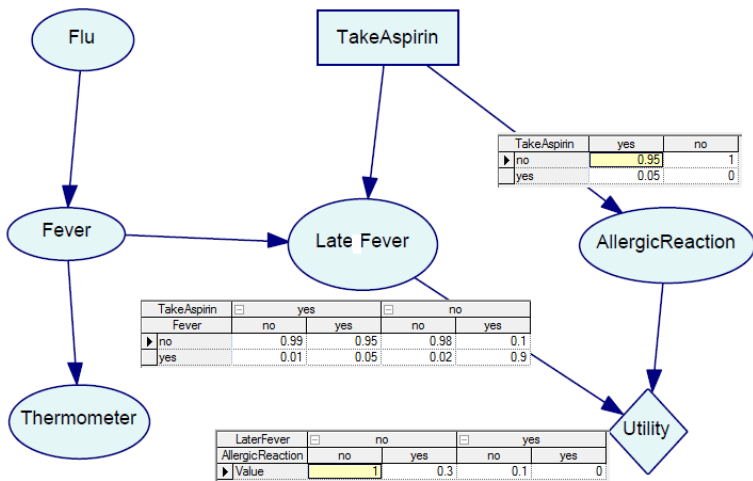 Flu
TakeAspirin
TakeAspirin yes no
no 0.95 1
yes 0.05 0
Fever
Late Fever
AllergicReaction
TakeAspirin yes no
Fever no yes no yes
no 0.99 0.95 0.98 0.1
yes 0.01 0.05 0.02 0.9
Thermometer
Utility
LaterFever no yes
AllergicReaction no yes no yes
Value 1 0.3 0.1 0